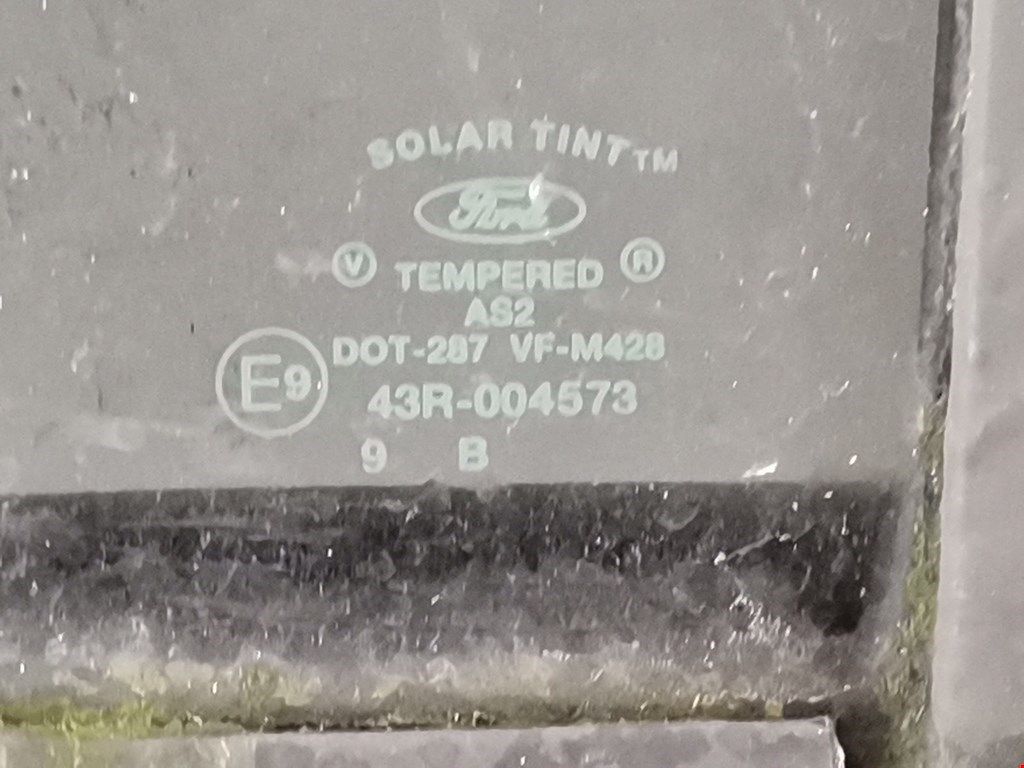 SOLAR TINT™
Ford
V TEMPERED R
AS2
DOT-287 VF-M428
E9 43R-004573
9 B